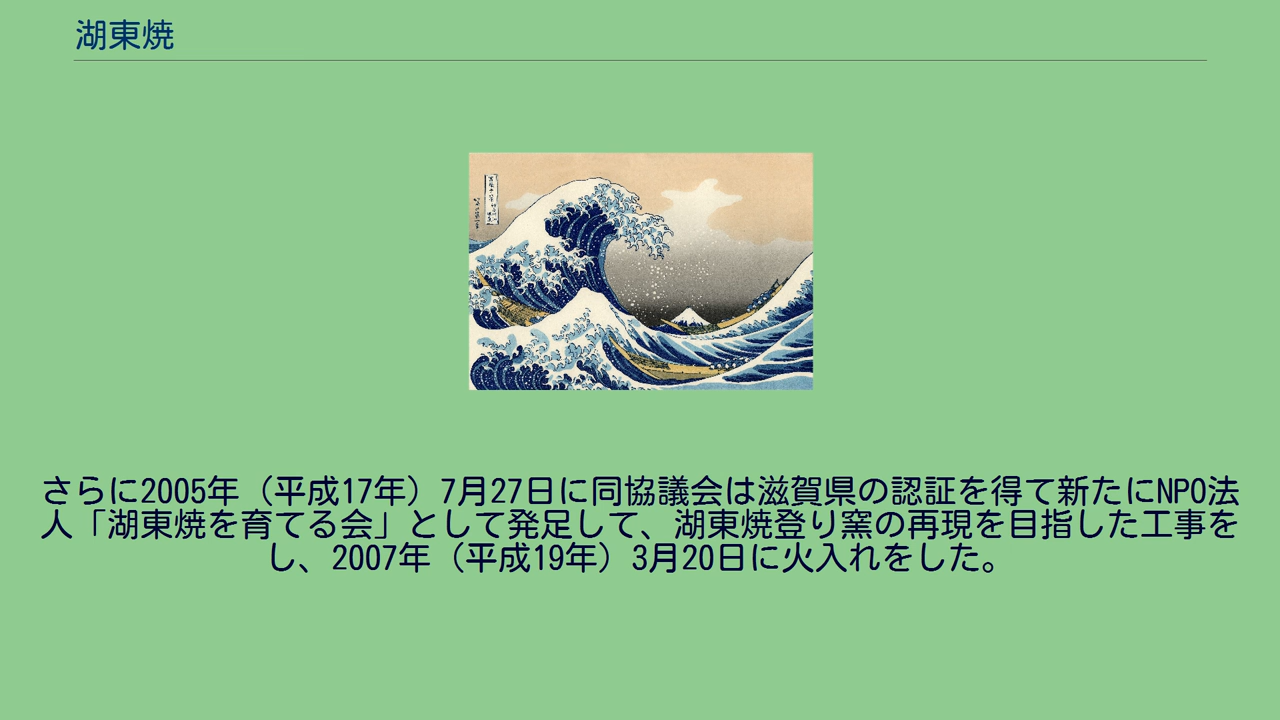 湖東焼
さらに2005年（平成17年）7月27日に同協議会は滋賀県の認証を得て新たにNPO法
人「湖東焼を育てる会」として発足して、湖東焼登り窯の再現を目指した工事を
し、2007年（平成19年）3月20日に火入れをした。